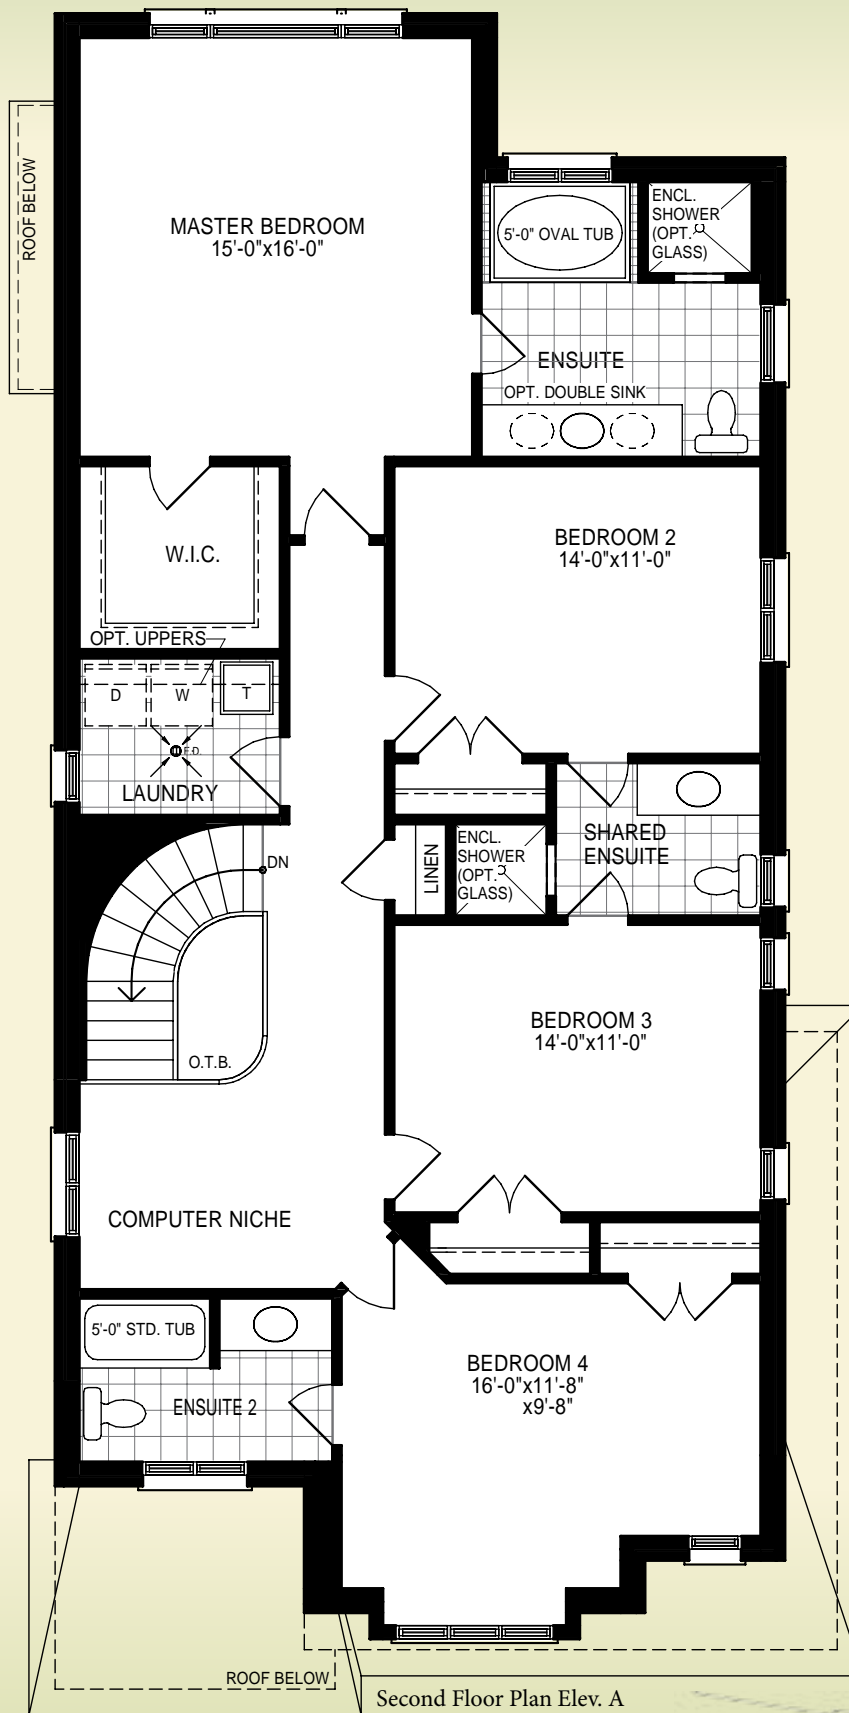 ROOF BELOW
MASTER BEDROOM
15'-0"x16'-0"
5'-0" OVAL TUB
ENCL.
SHOWER
(OPT.
GLASS)
ENSUITE
OPT. DOUBLE SINK
W.I.C.
BEDROOM 2
14'-0"x11'-0"
OPT. UPPERS
D
W
T
F.D.
LAUNDRY
SHARED
ENSUITE
LINEN
ENCL.
SHOWER
(OPT.
GLASS)
DN
O.T.B.
BEDROOM 3
14'-0"x11'-0"
COMPUTER NICHE
5'-0" STD. TUB
ENSUITE 2
BEDROOM 4
16'-0"x11'-8"
x9'-8"
ROOF BELOW
Second Floor Plan Elev. A